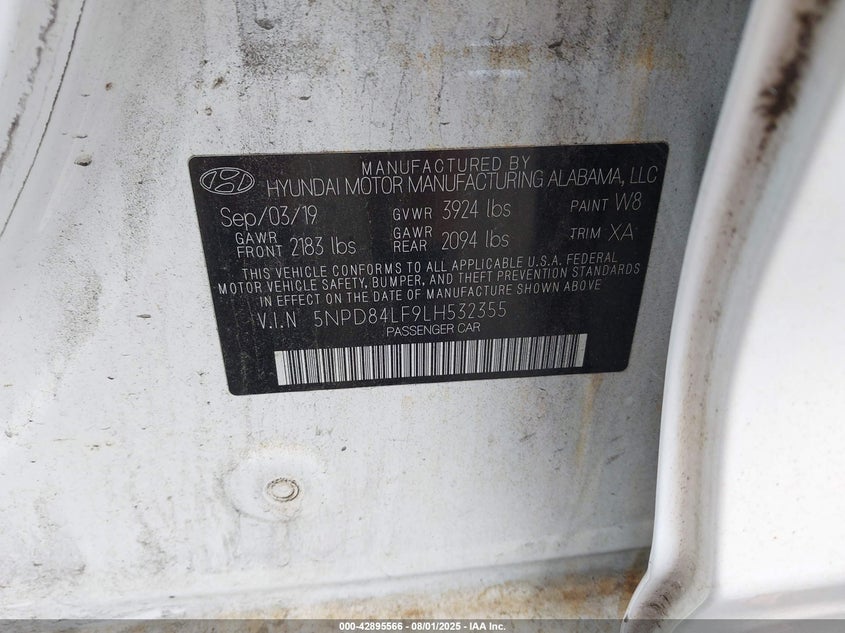 MANUFACTURED BY
HYUNDAI MOTOR MANUFACTURING ALABAMA, LLC
Sep/03/19 GVWR 3924 lbs PAINT W8
GAWR FRONT 2183 lbs GAWR REAR 2094 lbs TRIM XA
THIS VEHICLE CONFORMS TO ALL APPLICABLE U.S.A. FEDERAL
MOTOR VEHICLE SAFETY, BUMPER, AND THEFT PREVENTION STANDARDS
IN EFFECT ON THE DATE OF MANUFACTURE SHOWN ABOVE
V.I.N 5NPD84LF9LH532355
PASSENGER CAR
000-42895566 - 08/01/2025 - IAA Inc.